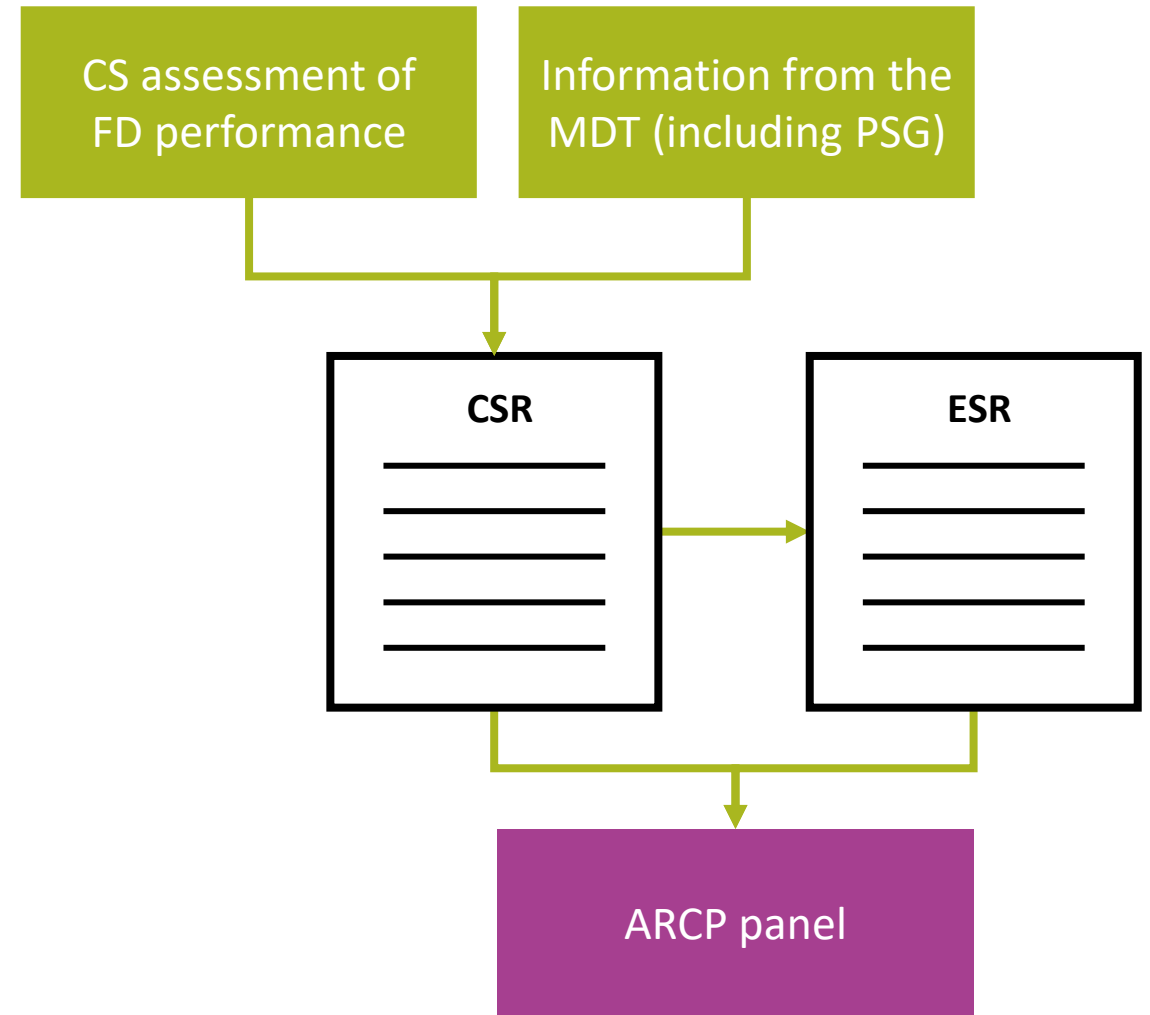 CS assessment of
FD performance
Information from the
MDT (including PSG)
CSR
ESR
ARCP panel